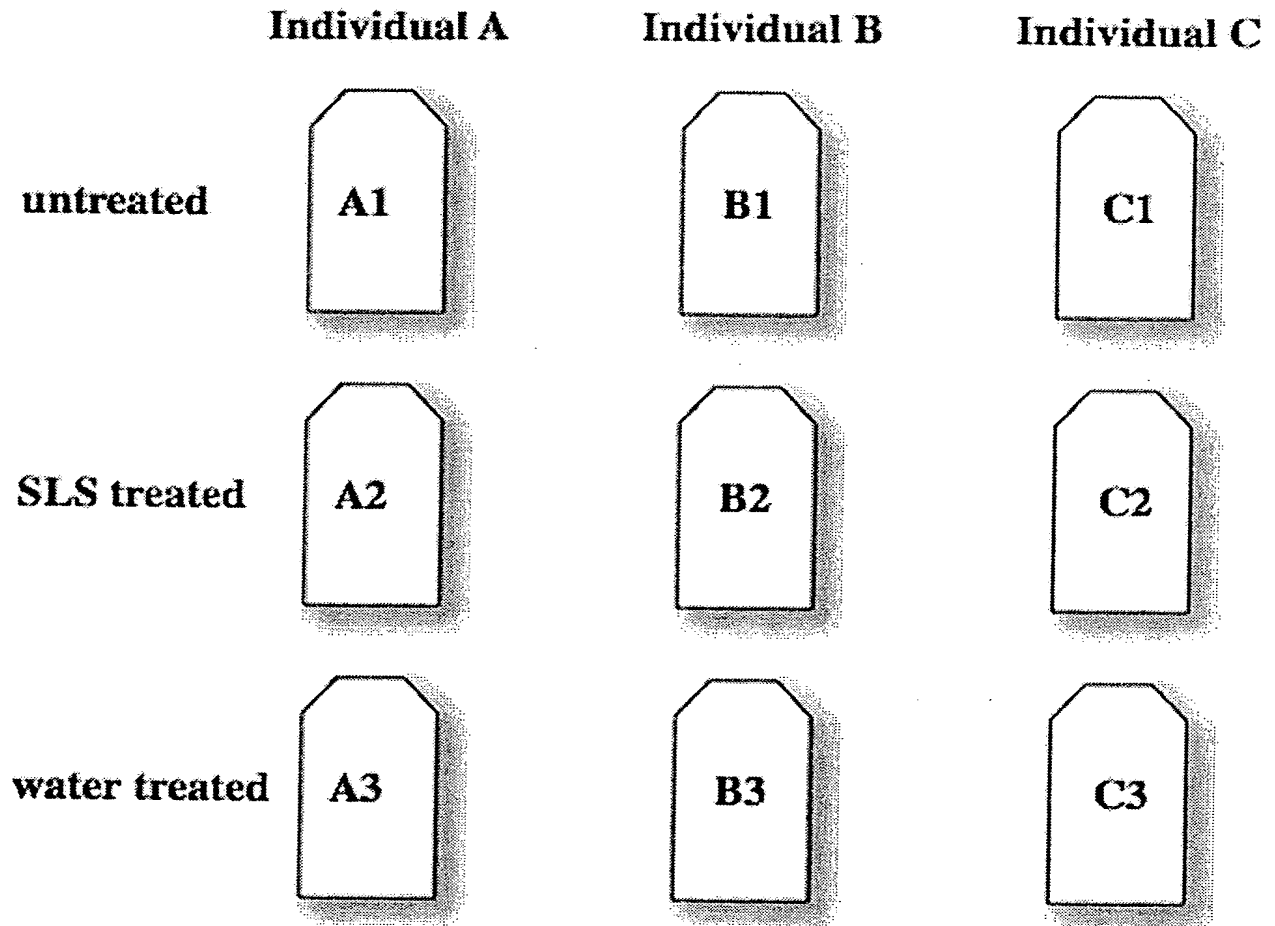 Individual A Individual B Individual C
untreated A1 B1 C1
SLS treated A2 B2 C2
water treated A3 B3 C3